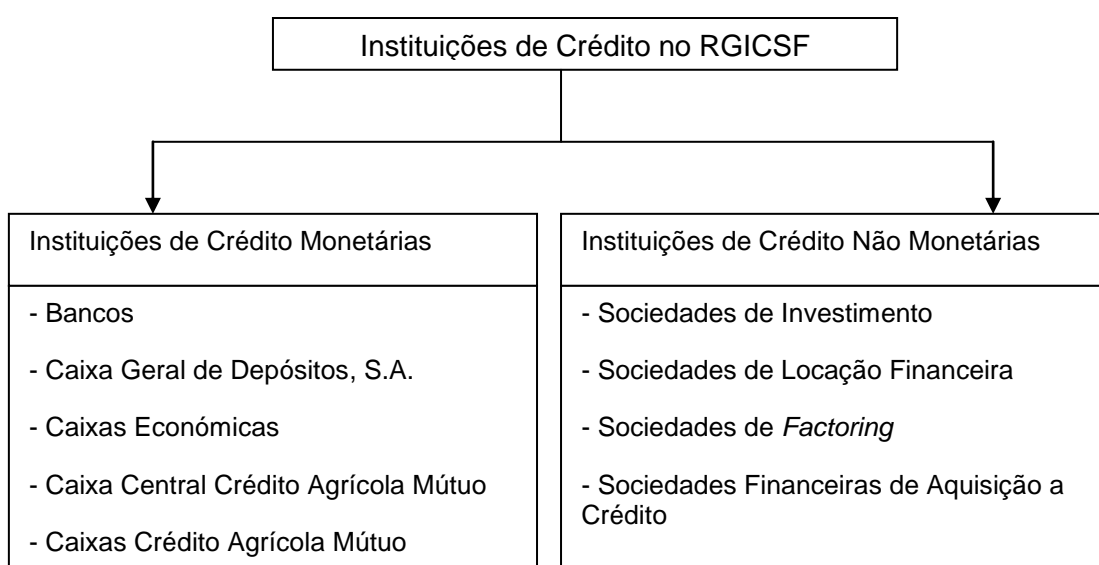 Instituições de Crédito no RGICSF
Instituições de Crédito Monetárias
- Bancos
- Caixa Geral de Depósitos, S.A.
- Caixas Económicas
- Caixa Central Crédito Agrícola Mútuo
- Caixas Crédito Agrícola Mútuo
Instituições de Crédito Não Monetárias
- Sociedades de Investimento
- Sociedades de Locação Financeira
- Sociedades de Factoring
- Sociedades Financeiras de Aquisição a
Crédito